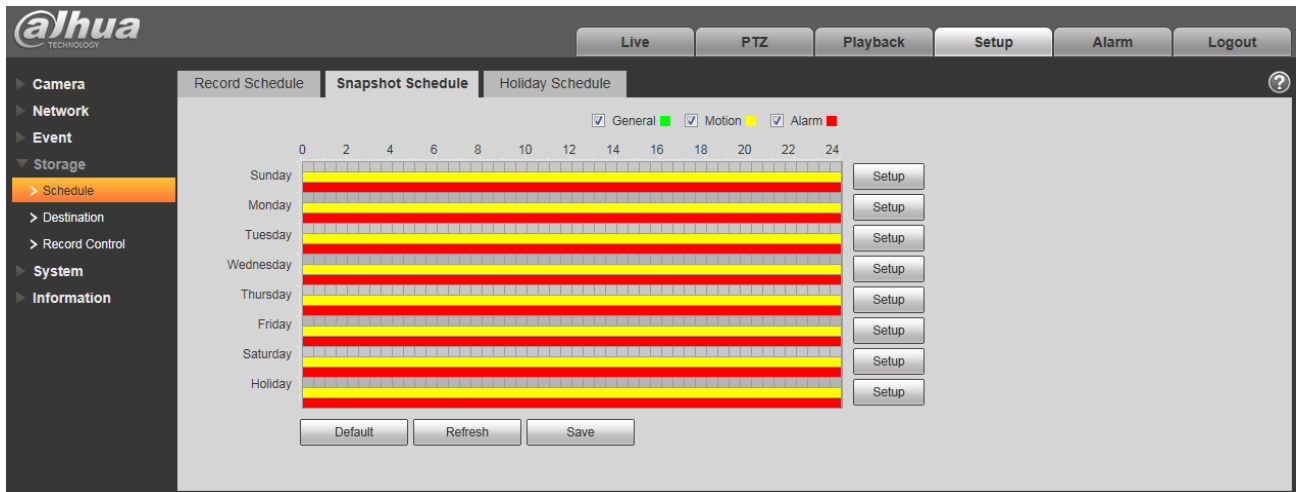 alhua
TECHNOLOGY
Live PTZ Playback Setup Alarm Logout
Camera
Network
Event
Storage
Schedule
Destination
Record Control
System
Information
Record Schedule Snapshot Schedule Holiday Schedule ?
General Motion Alarm
0 2 4 6 8 10 12 14 16 18 20 22 24
Sunday Setup
Monday Setup
Tuesday Setup
Wednesday Setup
Thursday Setup
Friday Setup
Saturday Setup
Holiday Setup
Default Refresh Save